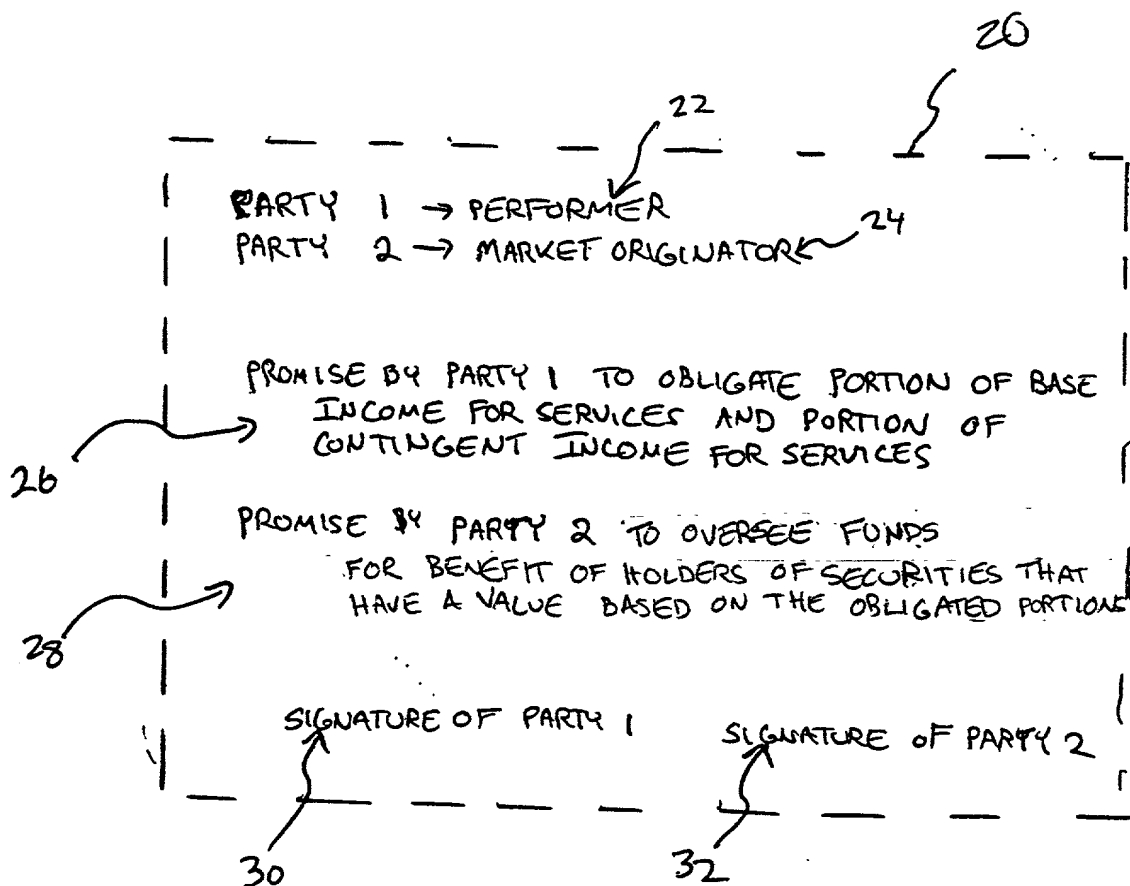 20
22
PARTY 1 → PERFORMER
PARTY 2 → MARKET ORIGINATOR 24
PROMISE BY PARTY 1 TO OBLIGATE PORTION OF BASE
INCOME FOR SERVICES AND PORTION OF
CONTINGENT INCOME FOR SERVICES
26
PROMISE BY PARTY 2 TO OVERSEE FUNDS
FOR BENEFIT OF HOLDERS OF SECURITIES THAT
HAVE A VALUE BASED ON THE OBLIGATED PORTIONS
28
SIGNATURE OF PARTY 1
SIGNATURE OF PARTY 2
30
32